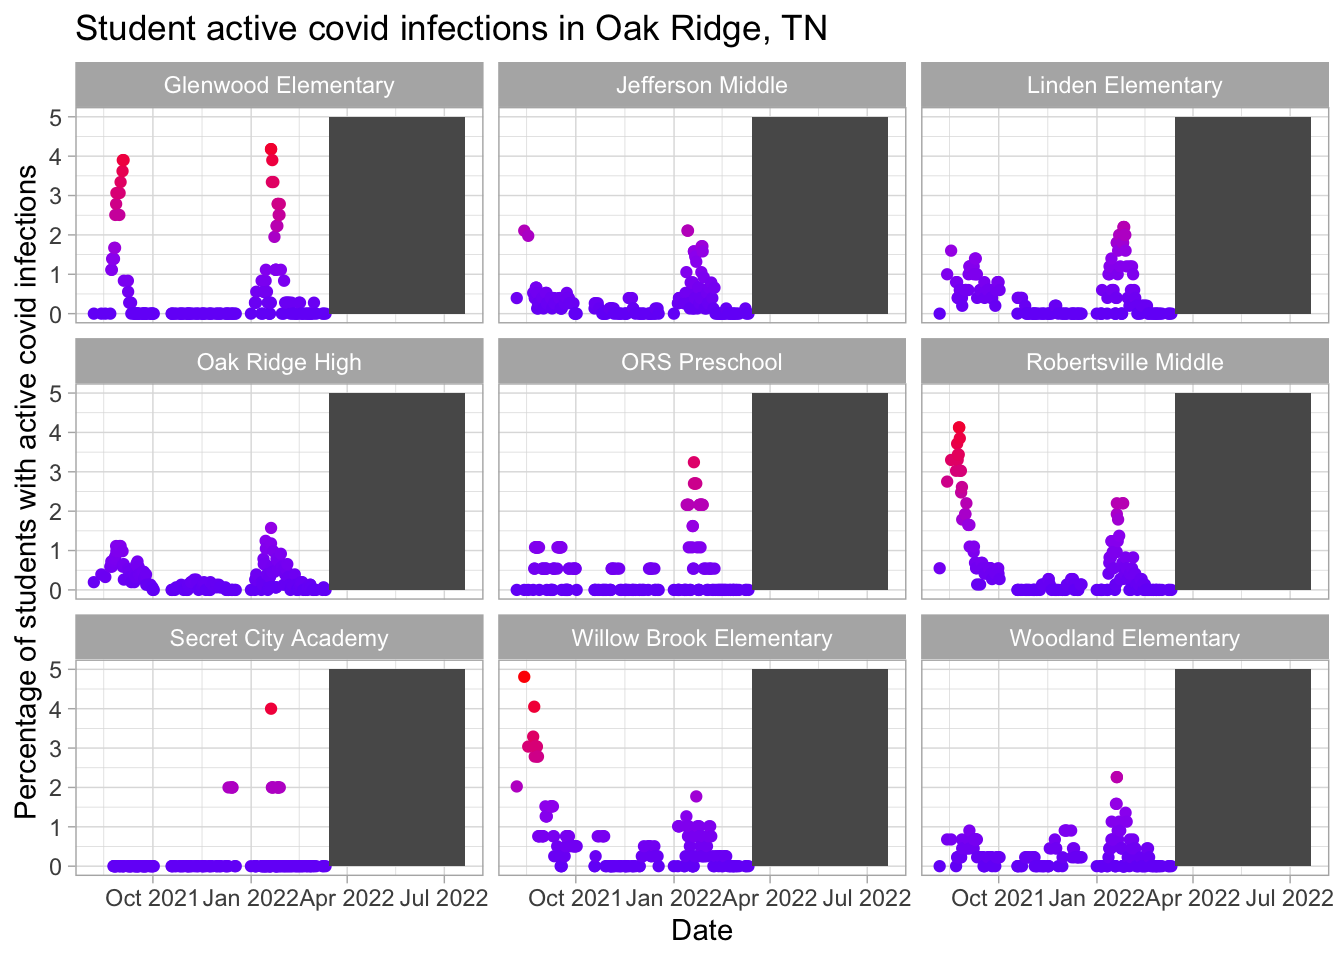 Student active covid infections in Oak Ridge, TN
Percentage of students with active covid infections
Glenwood Elementary
Jefferson Middle
Linden Elementary
5
4
3
2
1
0
Oak Ridge High
ORS Preschool
Robertsville Middle
5
4
3
2
1
0
Secret City Academy
Willow Brook Elementary
Woodland Elementary
5
4
3
2
1
0
Oct 2021 Jan 2022 Apr 2022 Jul 2022
Oct 2021 Jan 2022 Apr 2022 Jul 2022
Oct 2021 Jan 2022 Apr 2022 Jul 2022
Date